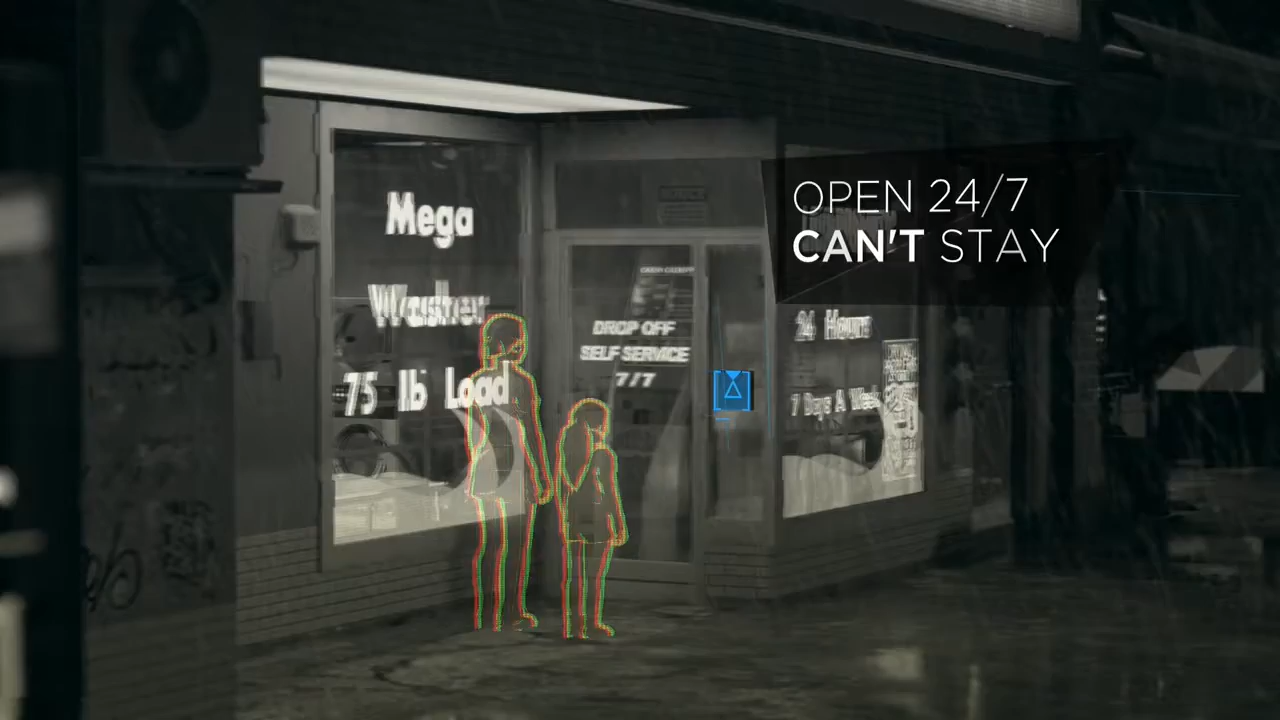 Mega
Washer
75 lb Load
DROP OFF
SELF SERVICE
7/7
OPEN 24/7
CAN'T STAY
24 Hours
7 Days A Week